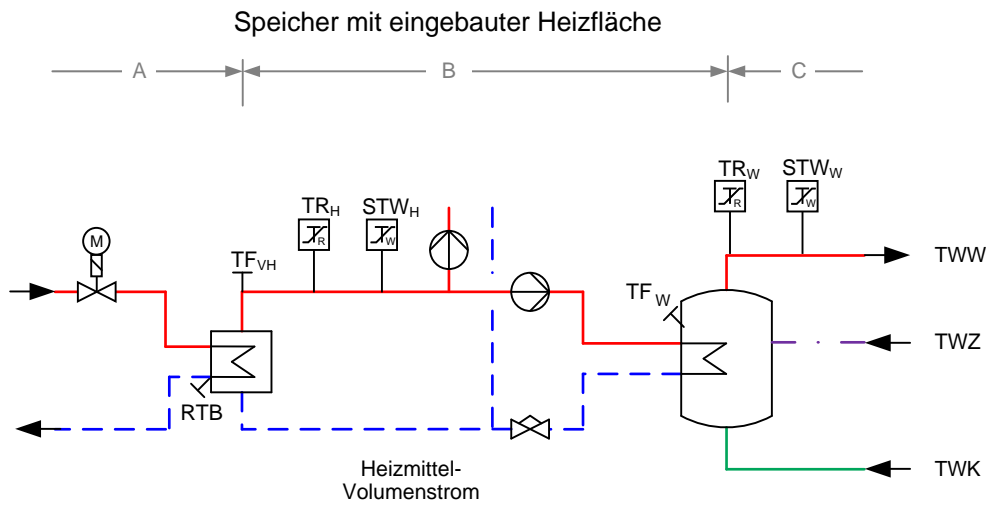 Speicher mit eingebauter Heizfläche
A
B
C
TR_W
STW_W
R
W
TR_H
STW_H
R
W
M
TF_VH
TWW
TF_W
TWZ
RTB
Heizmittel-
Volumenstrom
TWK